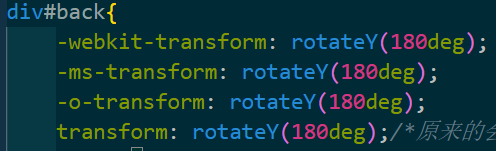 div#back{
-webkit-transform: rotateY(180deg);
-ms-transform: rotateY(180deg);
-o-transform: rotateY(180deg);
transform: rotateY(180deg);/*原来的